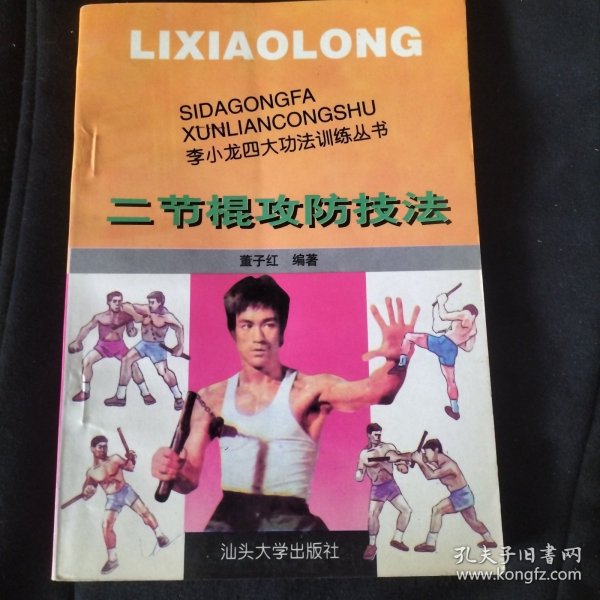 LIXIAOLONG
SIDAGONGFA
XUNLIANCONGSHU
李小龙四大功法训练丛书
二节棍攻防技法
董子红 编著
汕头大学出版社
孔夫子旧书网
www.kongfz.com